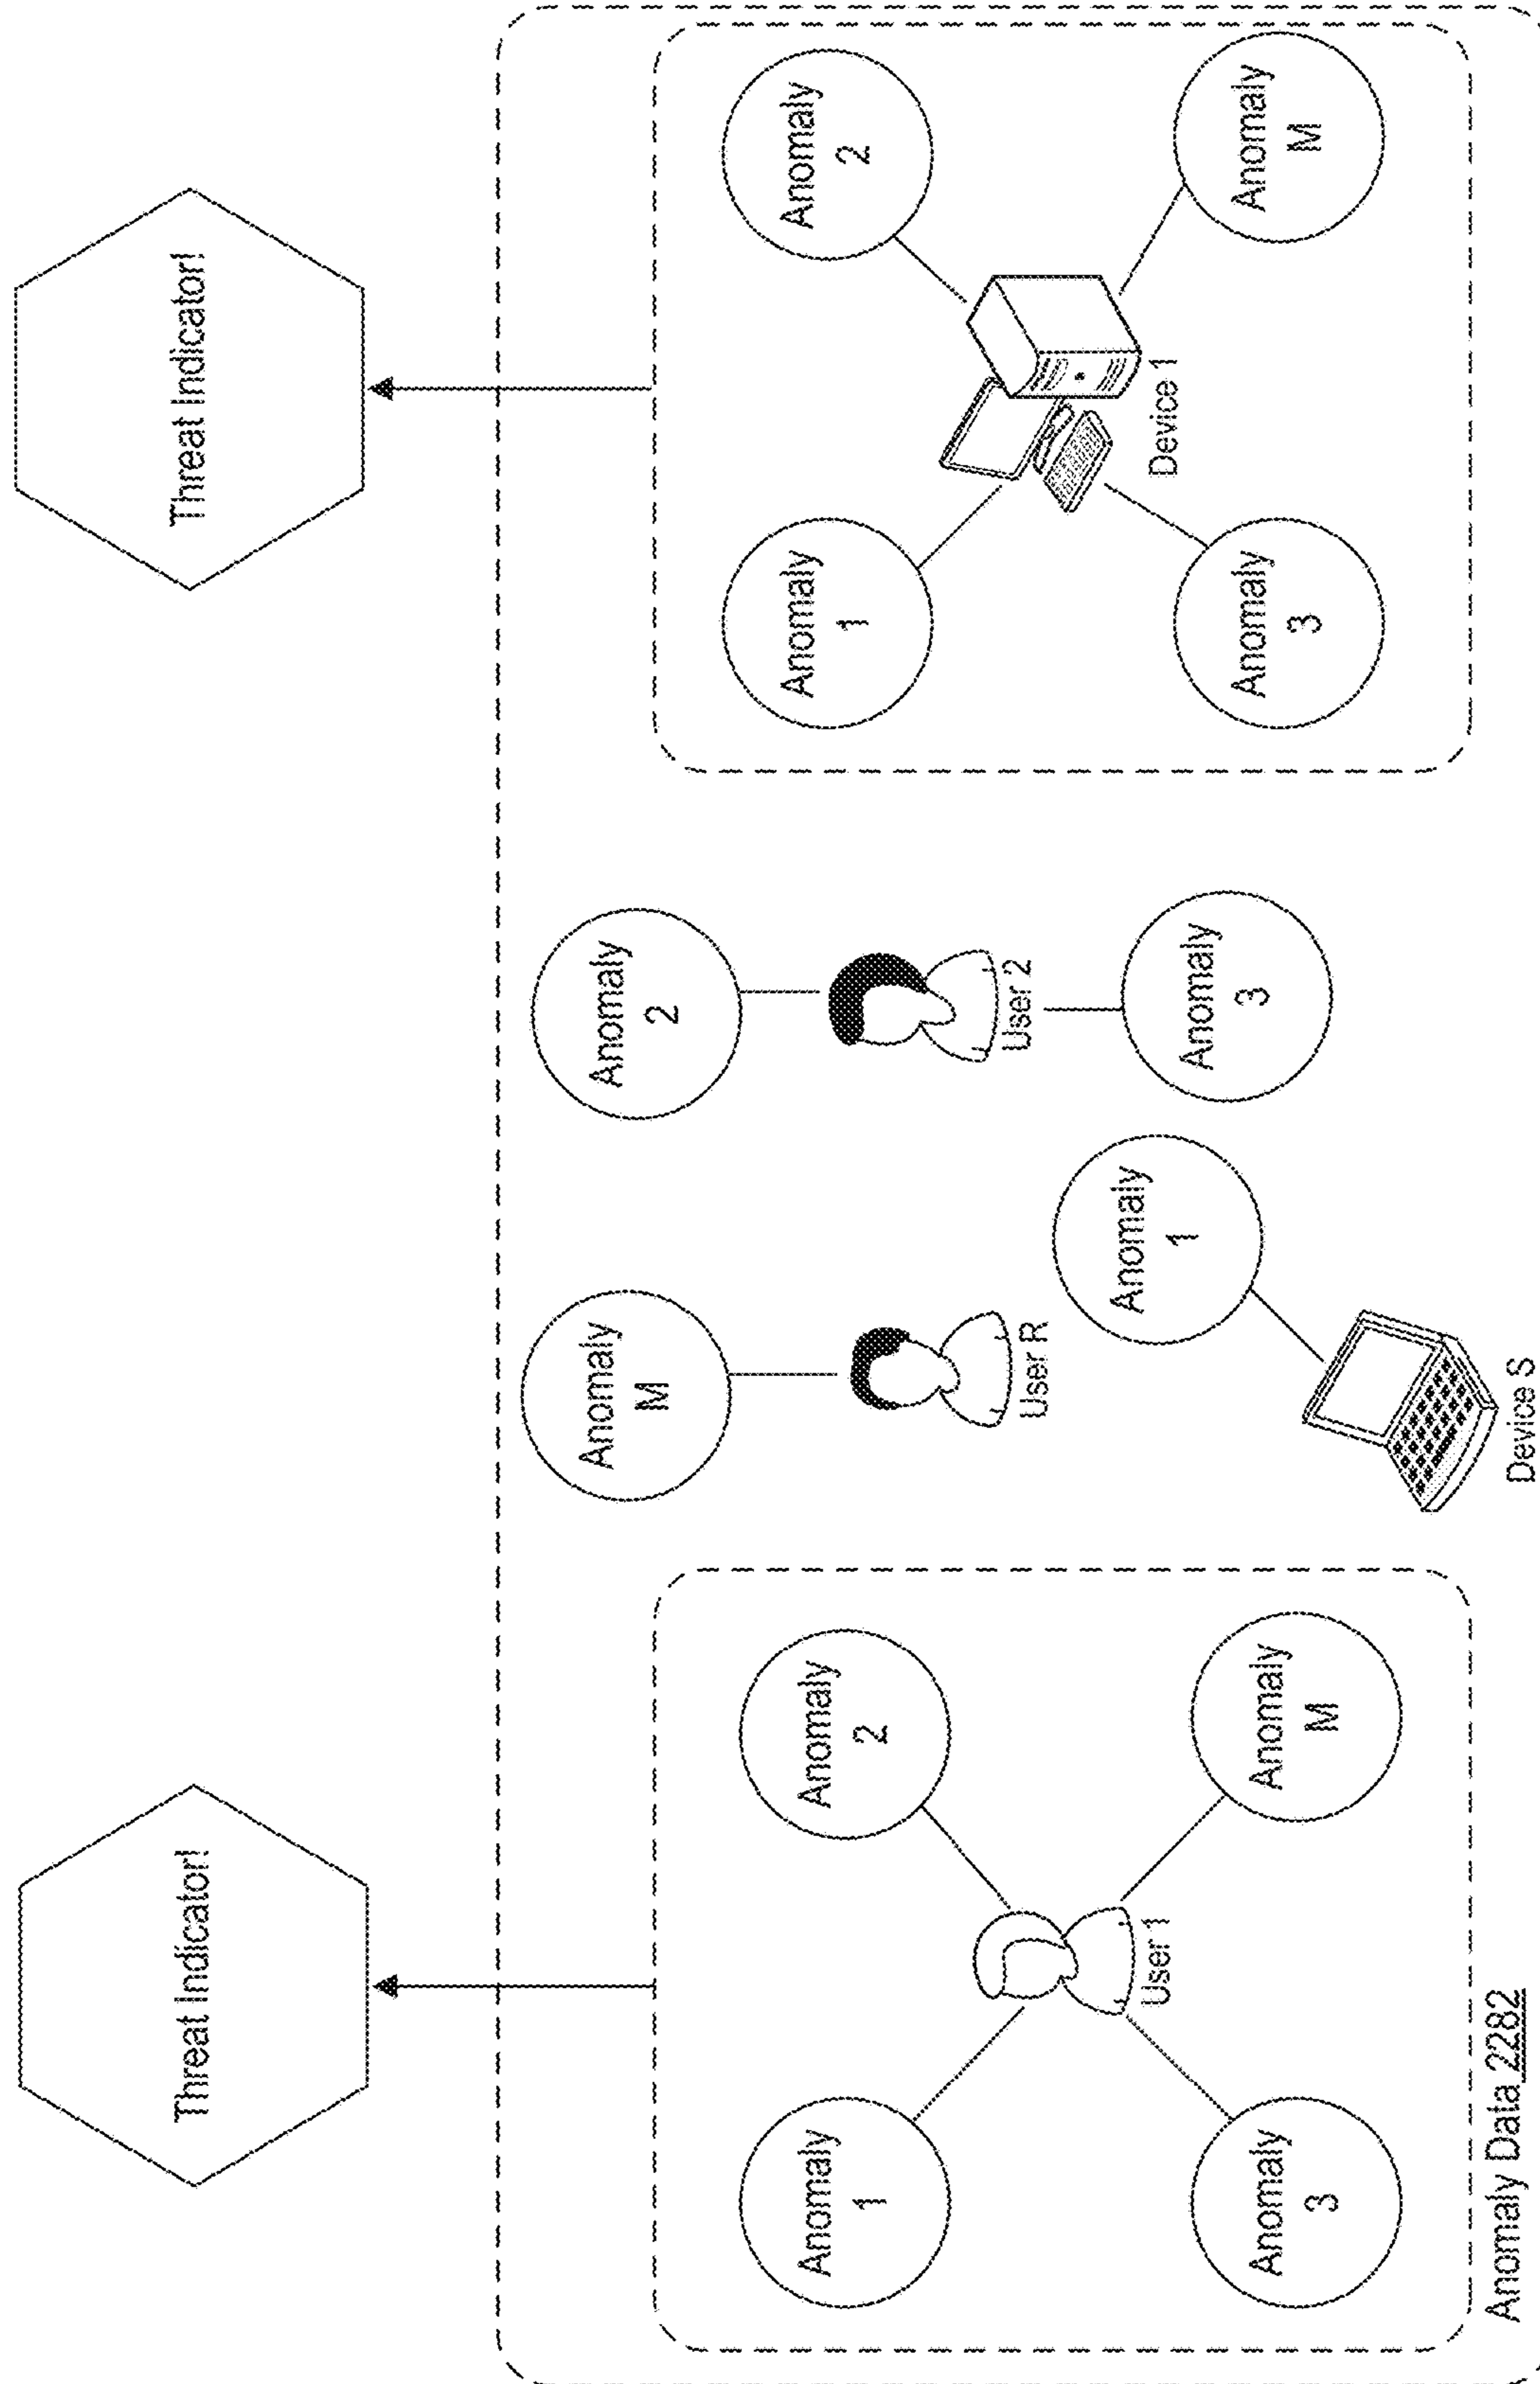 Threat Indicator!
Threat Indicator!
Anomaly
1
Anomaly
2
User 1
Anomaly
3
Anomaly
M
Anomaly
M
User R
Anomaly
1
Device S
Anomaly
2
User 2
Anomaly
3
Anomaly
1
Anomaly
2
Device 1
Anomaly
3
Anomaly
M
Anomaly Data 2282